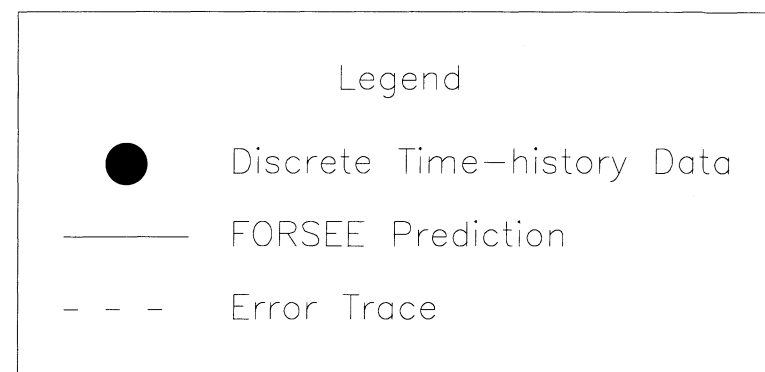 Legend
Discrete Time-history Data
FORSEE Prediction
Error Trace